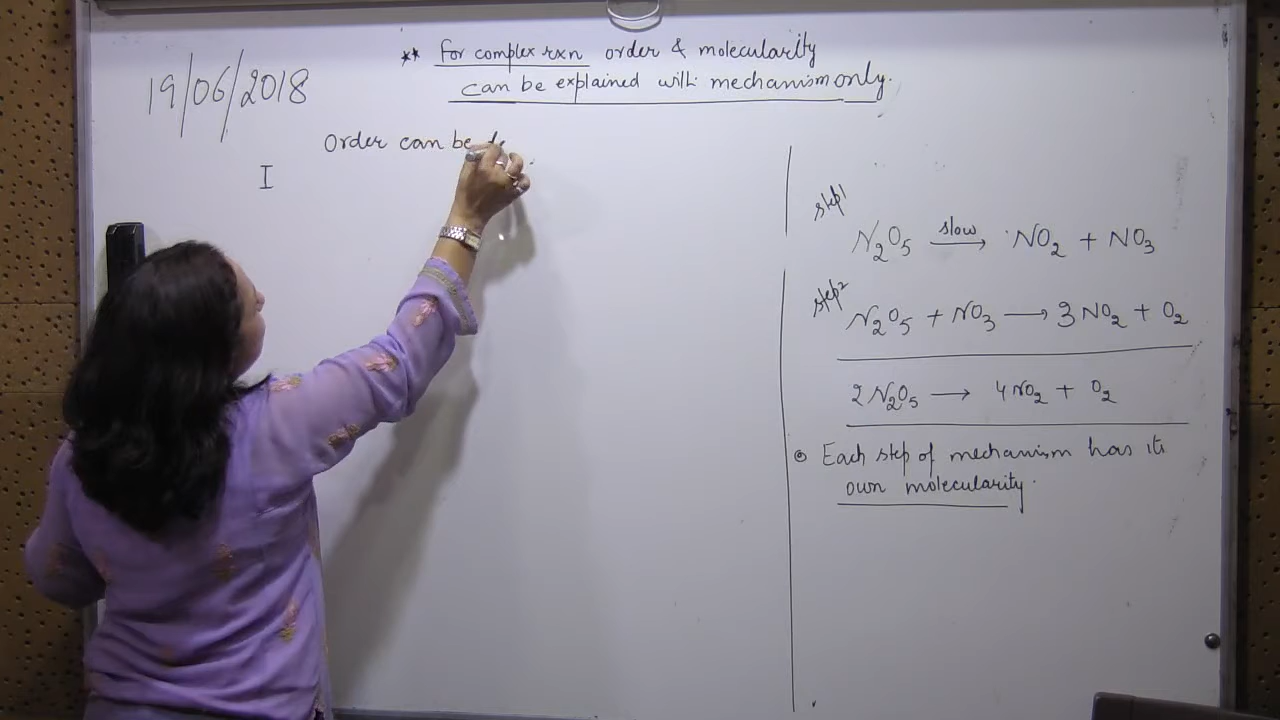 19/06/2018
** For complex rxn order & molecularity
can be explained with mechanism only.
Order can be
I
step1
N₂O₅ slow→ NO₂ + NO₃
step2
N₂O₅ + NO₃ → 3NO₂ + O₂
2N₂O₅ → 4NO₂ + O₂
Each step of mechanism has its
own molecularity.